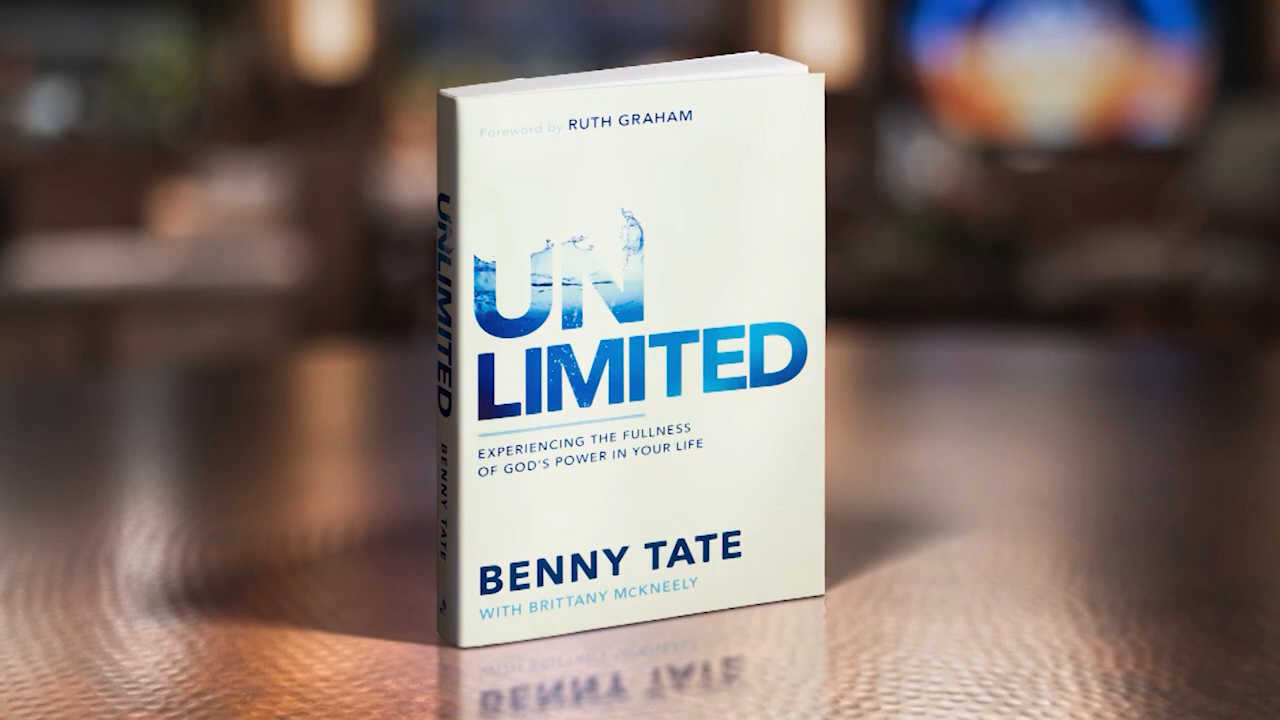 Foreword by RUTH GRAHAM
UN
LIMITED
EXPERIENCING THE FULLNESS
OF GOD'S POWER IN YOUR LIFE
BENNY TATE
WITH BRITTANY McKNEELY
UNLIMITED
BENNY TATE